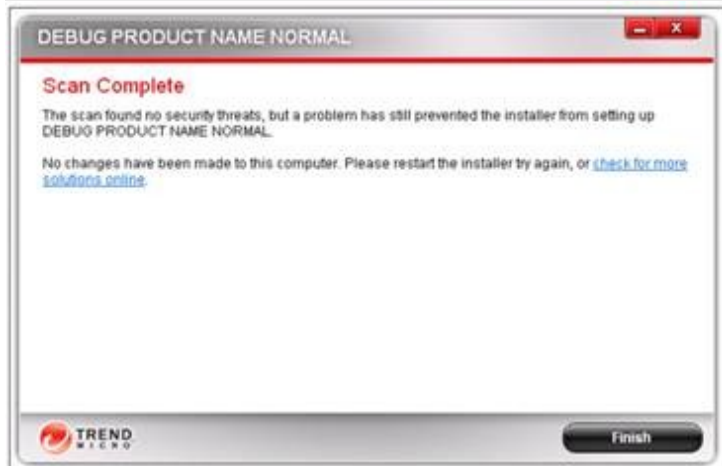 DEBUG PRODUCT NAME NORMAL
Scan Complete
The scan found no security threats, but a problem has still prevented the installer from setting up
DEBUG PRODUCT NAME NORMAL.
No changes have been made to this computer. Please restart the installer try again, or check for more
solutions online.
TREND
MICRO
Finish